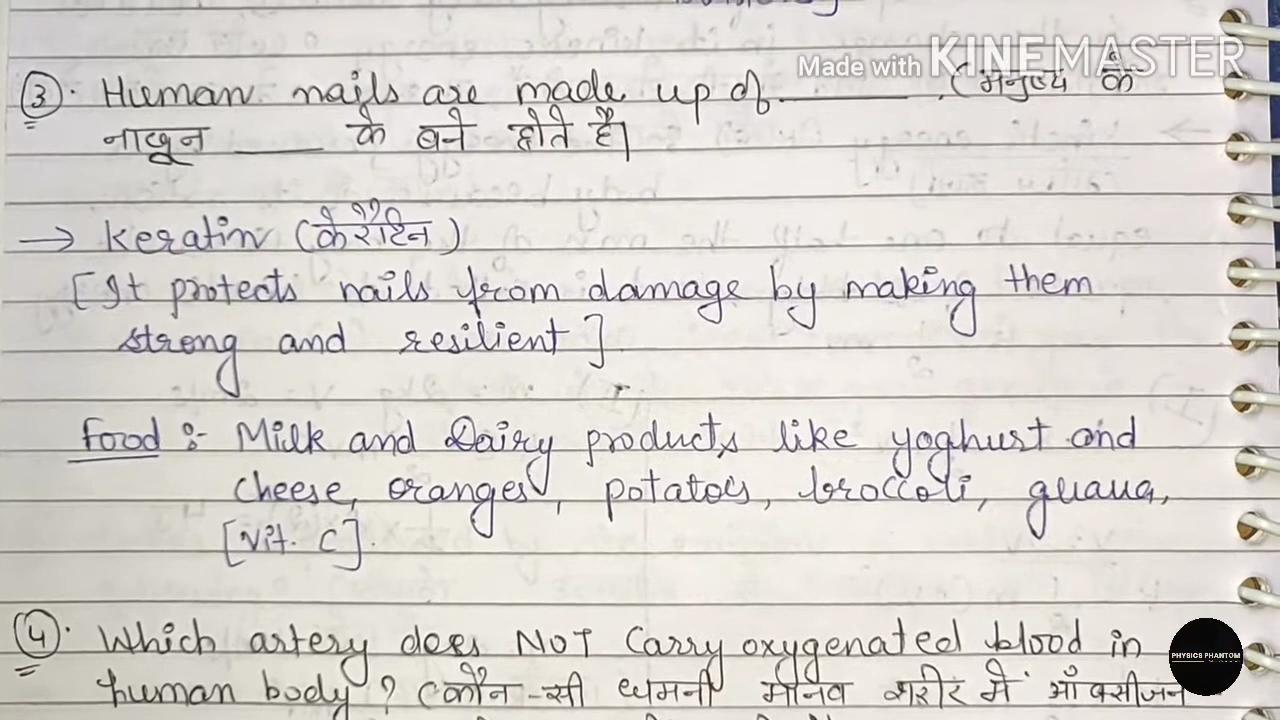 Made with KINEMASTER
③. Human nails are made up of ________ . (मनुष्य के
नाखून ____ के बने होते हैं।
→ Keratin (केराटिन)
[It protects nails from damage by making them
strong and resilient].
Food :- Milk and Dairy products like yoghurt and
cheese, oranges, potatoes, broccoli, guava,
[Vit. C].
④. Which artery does NOT carry oxygenated blood in
human body? (कौन-सी धमनी मानव शरीर में ऑक्सीजन
PHYSICS PHANTOM